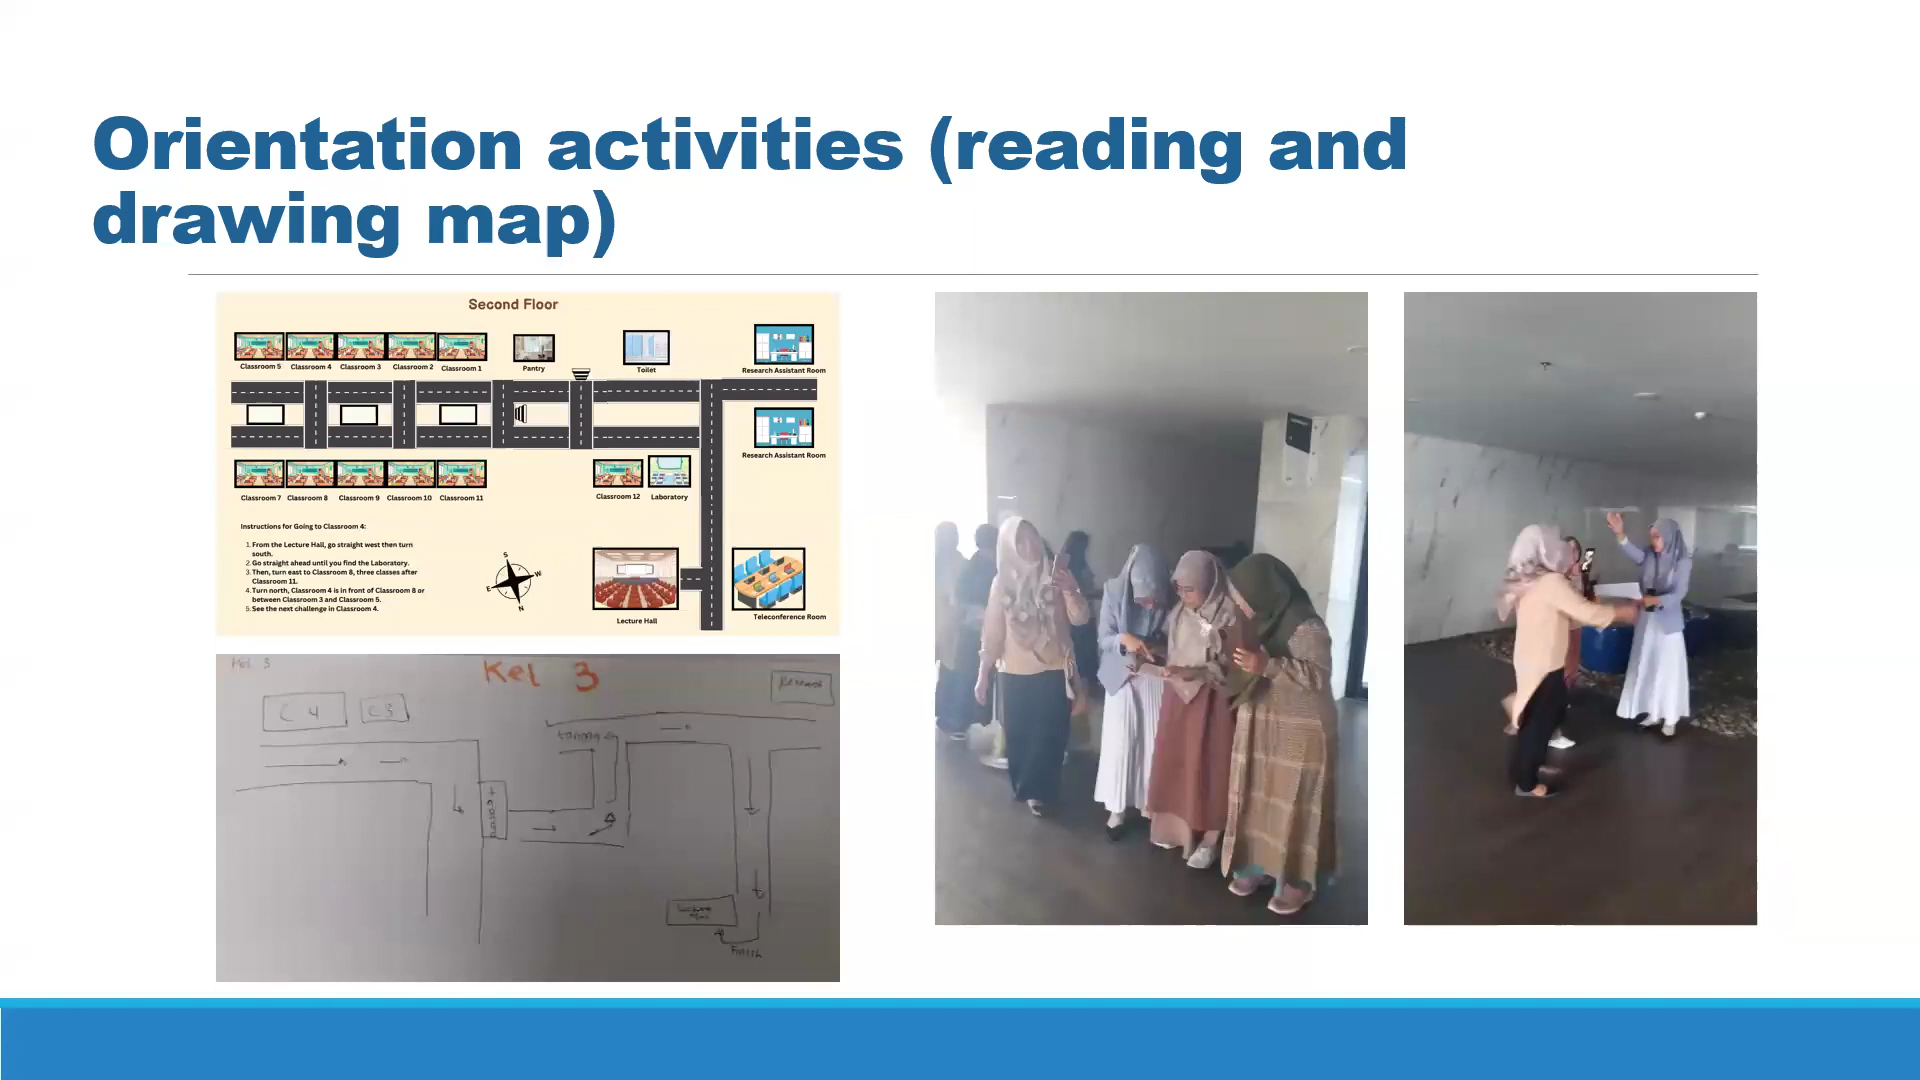 Orientation activities (reading and
drawing map)
Second Floor
Classroom 5
Classroom 4
Classroom 3
Classroom 2
Classroom 1
Pantry
Toilet
Research Assistant Room
Research Assistant Room
Classroom 7
Classroom 8
Classroom 9
Classroom 10
Classroom 11
Classroom 12
Laboratory
Instructions for Going to Classroom 4:
1. From the Lecture Hall, go straight west then turn
south.
2. Go straight ahead until you find the Laboratory.
3. Then, turn east to Classroom 8, three classes after
Classroom 11.
4. Turn north, Classroom 4 is in front of Classroom 8 or
between Classroom 3 and Classroom 5.
5. See the next challenge in Classroom 4.
S
W
E
N
Lecture Hall
Teleconference Room
Kel 3
Kel 3
C 4
C 3
Finish